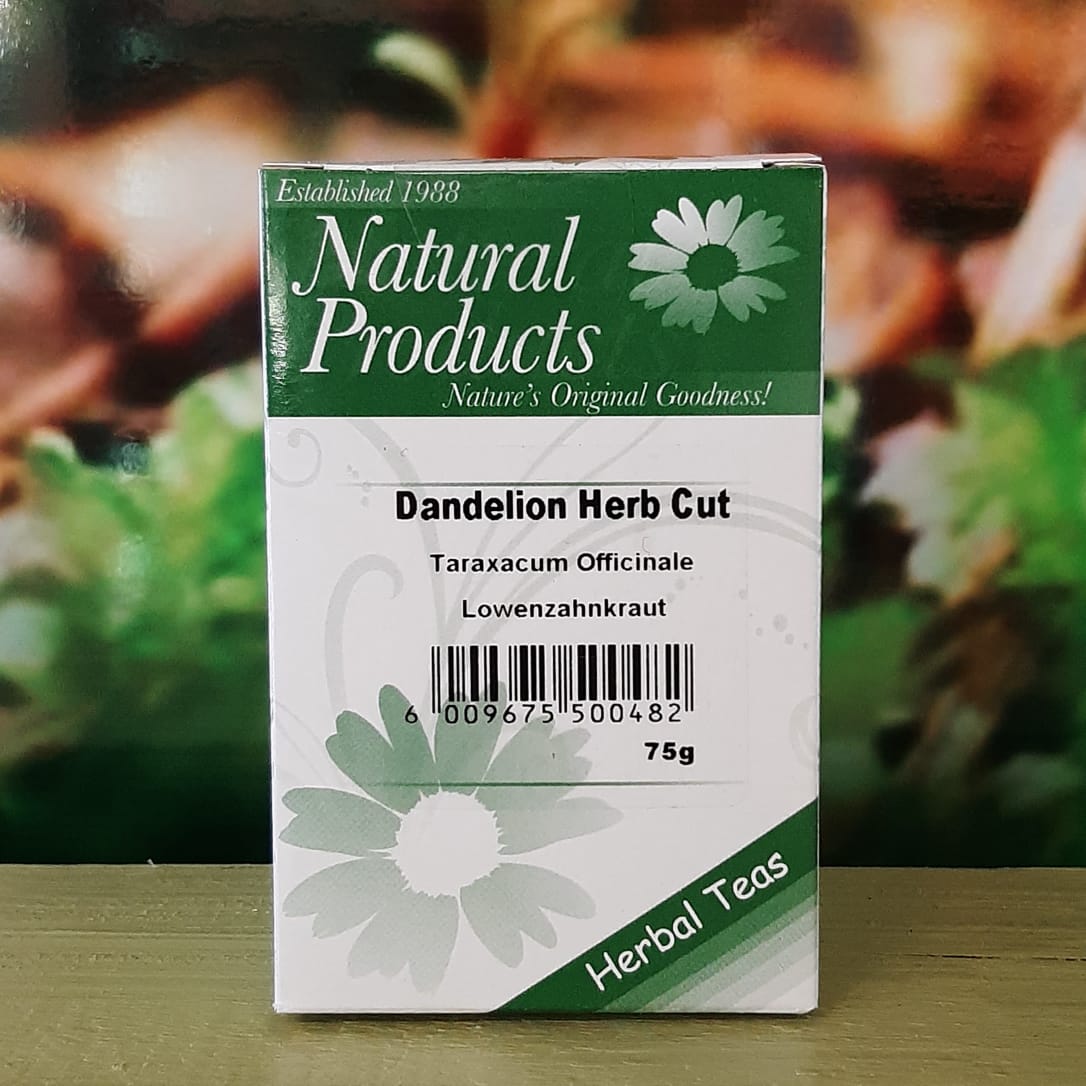 Established 1988
Natural
Products
Nature's Original Goodness!
Dandelion Herb Cut
Taraxacum Officinale
Lowenzahnkraut
6 009675 500482
75g
Herbal Teas